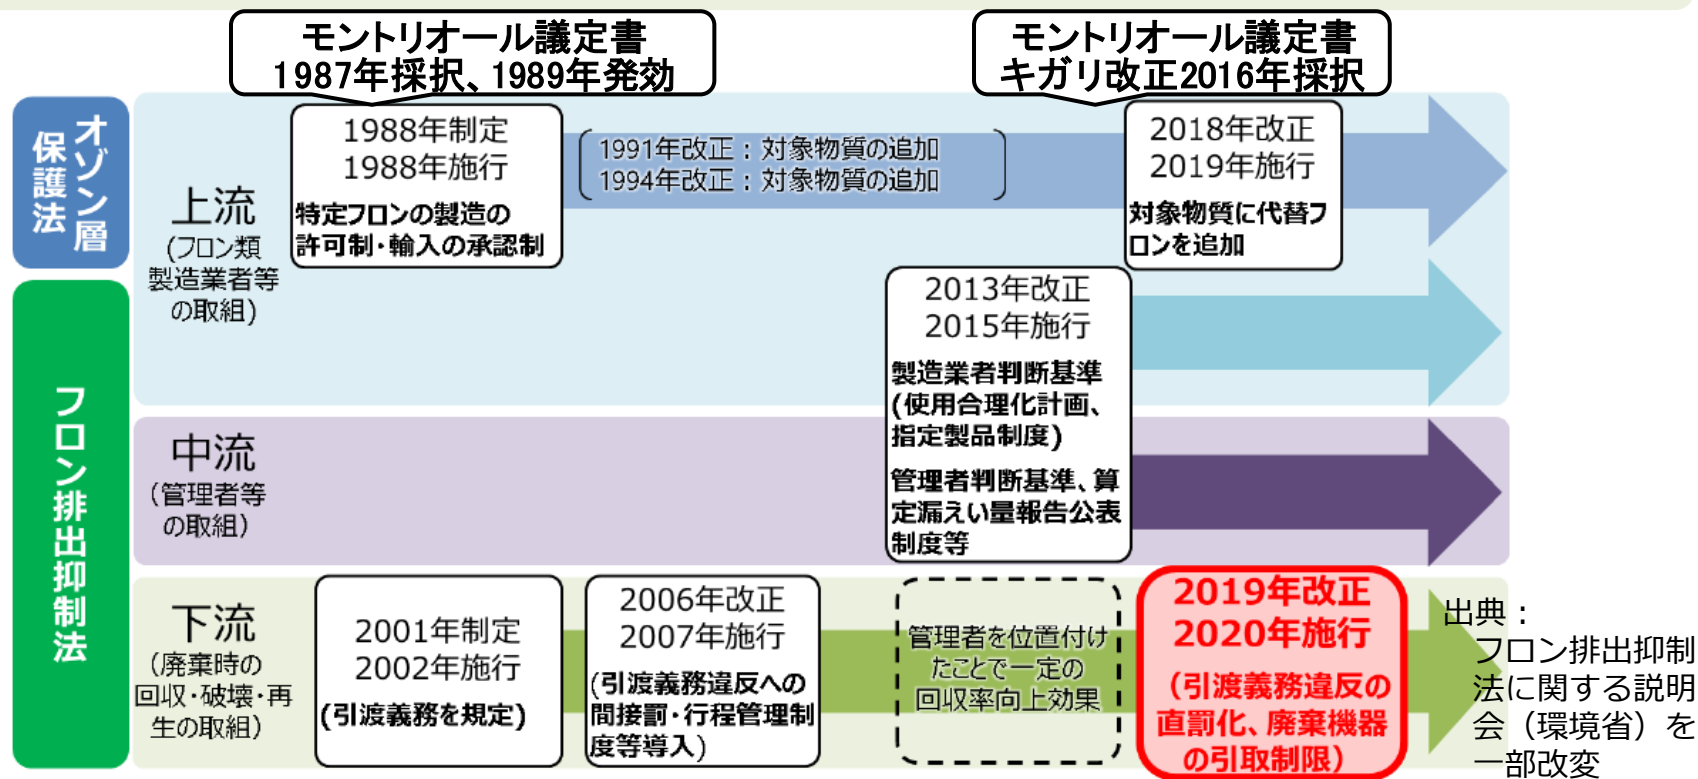 モントリオール議定書
1987年採択、1989年発効
モントリオール議定書
キガリ改正2016年採択
オゾン層
保護法
上流
(フロン類
製造業者等
の取組)
1988年制定
1988年施行
特定フロンの製造の
許可制・輸入の承認制
1991年改正：対象物質の追加
1994年改正：対象物質の追加
2018年改正
2019年施行
対象物質に代替フ
ロンを追加
フロン排出抑制法
2013年改正
2015年施行
製造業者判断基準
(使用合理化計画、
指定製品制度)
管理者判断基準、算
定漏えい量報告公表
制度等
中流
(管理者等
の取組)
下流
(廃棄時の
回収・破壊・再
生の取組)
2001年制定
2002年施行
(引渡義務を規定)
2006年改正
2007年施行
(引渡義務違反への
間接罰・行程管理制
度等導入)
管理者を位置付け
たことで一定の
回収率向上効果
2019年改正
2020年施行
（引渡義務違反の
直罰化、廃棄機器
の引取制限）
出典：
フロン排出抑制
法に関する説明
会（環境省）を
一部改変